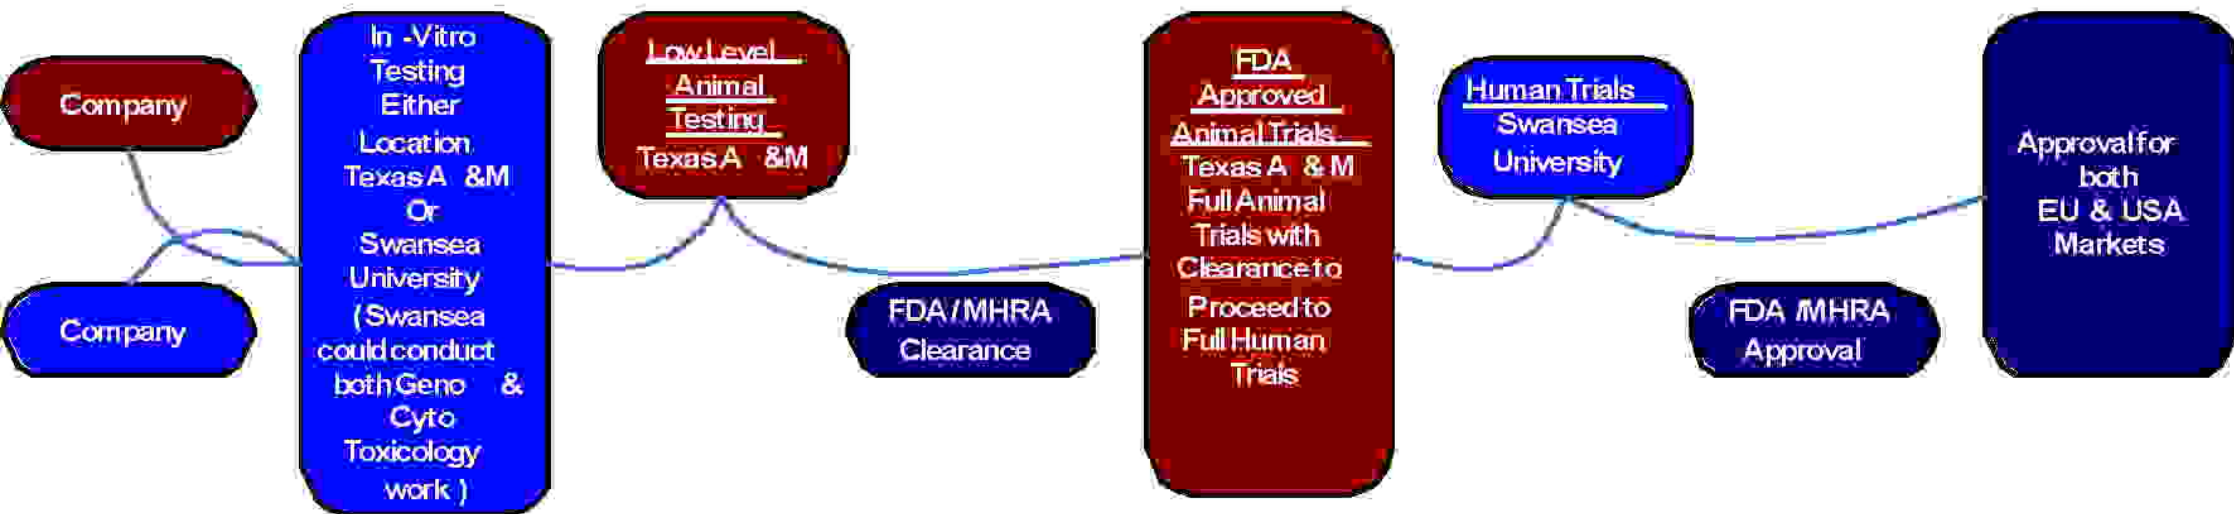 Company
Company
In -Vitro
Testing
Either
Location
Texas A &M
Or
Swansea
University
(Swansea
could conduct
both Geno &
Cyto
Toxicology
work )
Low Level
Animal
Testing
Texas A &M
FDA / MHRA
Clearance
FDA
Approved
Animal Trials
Texas A & M
Full Animal
Trials with
Clearance to
Proceed to
Full Human
Trials
Human Trials
Swansea
University
FDA /MHRA
Approval
Approval for
both
EU & USA
Markets